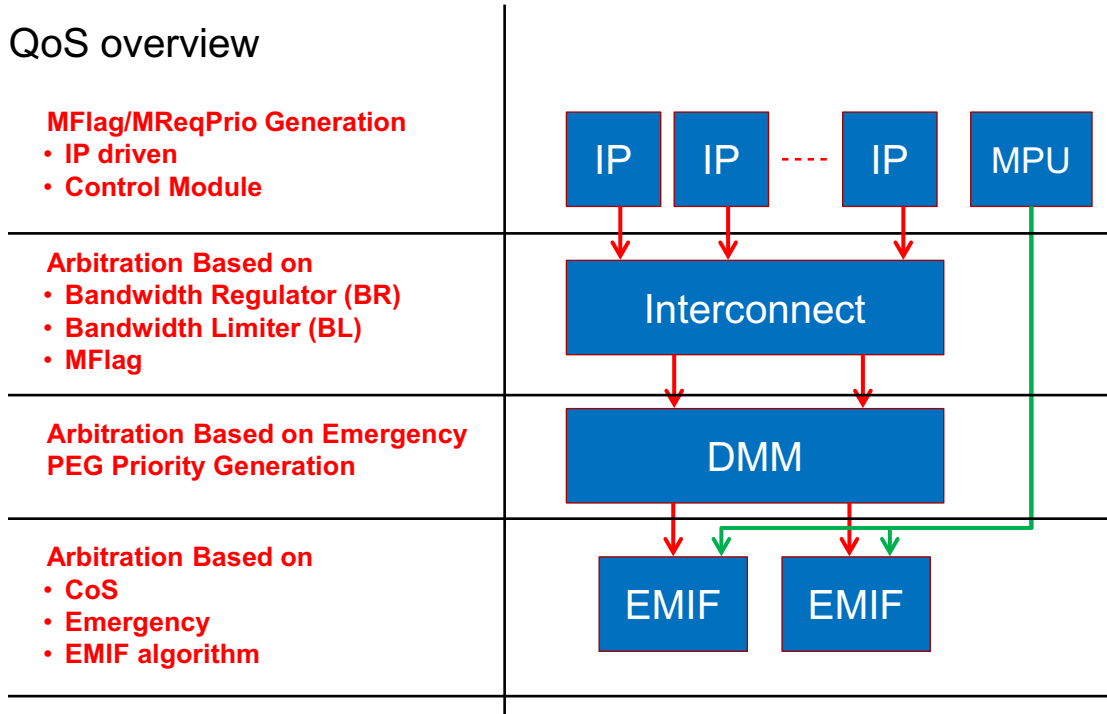 QoS overview
MFlag/MReqPrio Generation
• IP driven
• Control Module
IP IP IP MPU
Arbitration Based on
• Bandwidth Regulator (BR)
• Bandwidth Limiter (BL)
• MFlag
Interconnect
Arbitration Based on Emergency
PEG Priority Generation
DMM
Arbitration Based on
• CoS
• Emergency
• EMIF algorithm
EMIF EMIF